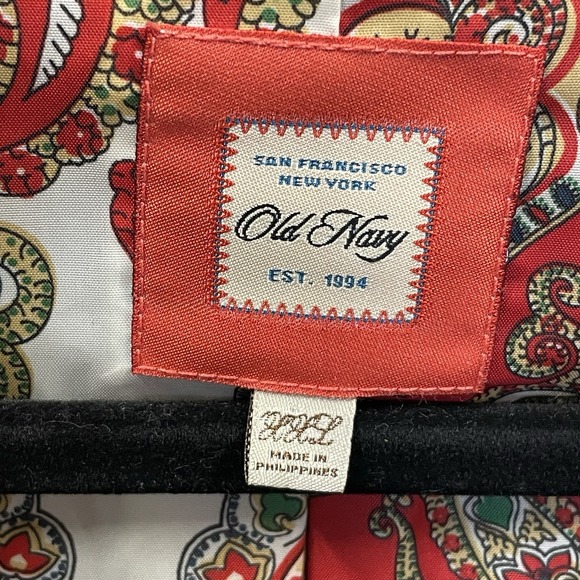 SAN FRANCISCO
NEW YORK
Old Navy
EST. 1994
XXL
MADE IN
PHILIPPINES